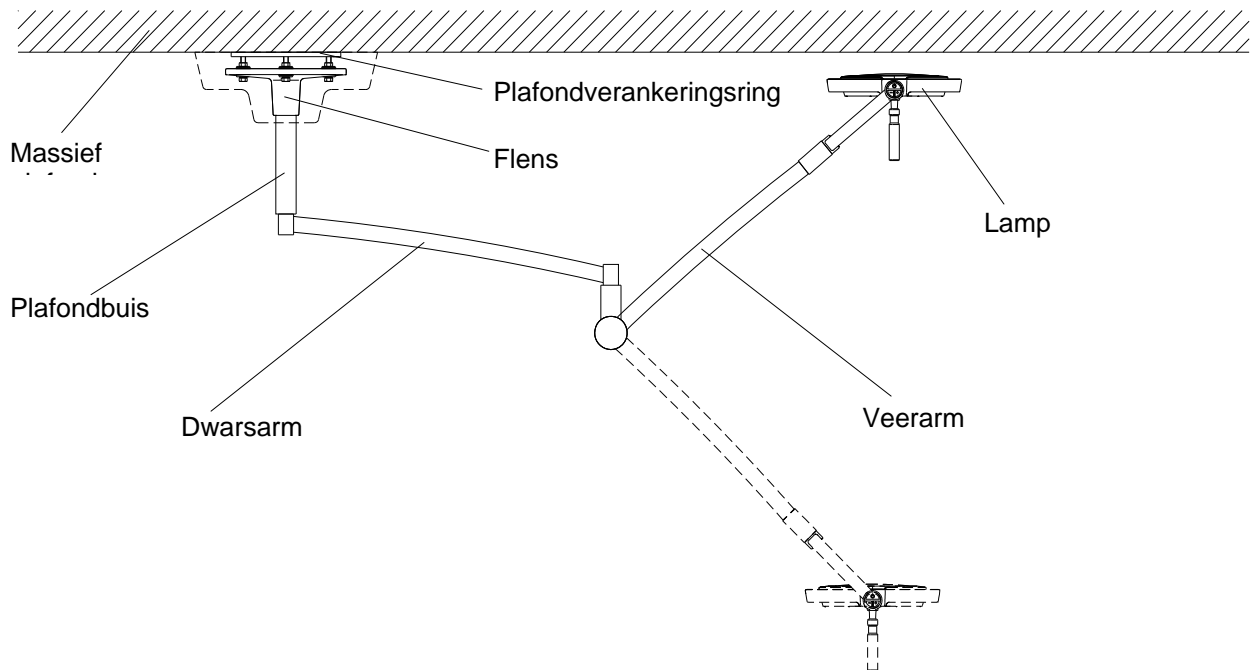 Plafondverankeringsring
Massief
Flens
Lamp
Plafondbuis
Veerarm
Dwarsarm